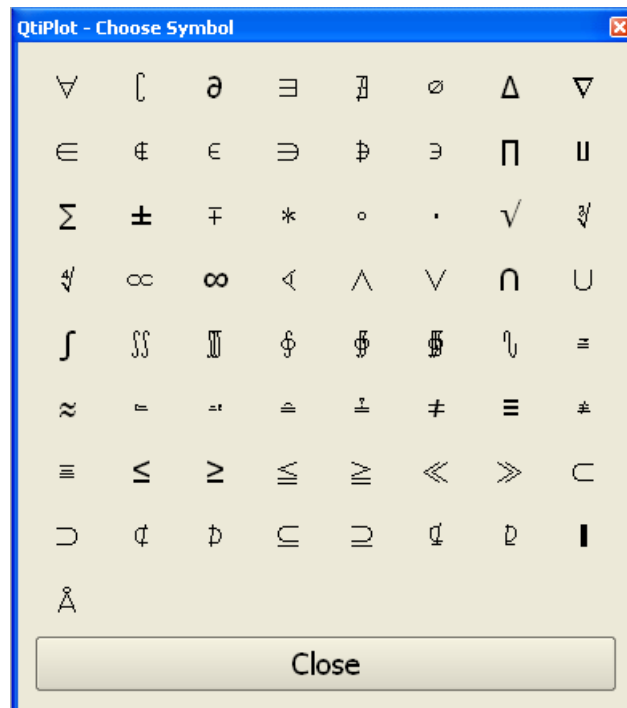 QtiPlot - Choose Symbol
∀ ∁ ∂ ∃ ∄ ∅ ∆ ∇
∈ ∉ ∊ ∋ ∌ ∍ ∏ ∐
∑ ± ∓ ∗ ∘ ∙ √ ∛
∜ ∝ ∞ ∢ ∧ ∨ ∩ ∪
∫ ∬ ∭ ∮ ∯ ∰ ∿
≈ ≠ ≡ ≢
≣ ≤ ≥ ≦ ≧ ≪ ≫ ⊂
⊃ ⊄ ⊅ ⊆ ⊇ ⊈ ⊉
Å
Close